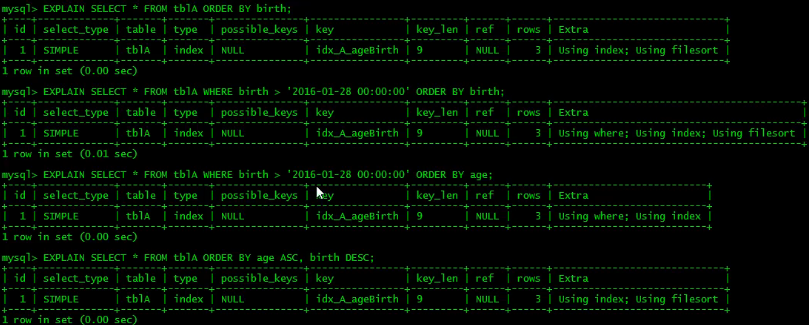 mysql> EXPLAIN SELECT * FROM tblA ORDER BY birth;
+----+-------------+-------+-------+---------------+--------------+---------+------+------+-----------------------------+
| id | select_type | table | type | possible_keys | key | key_len | ref | rows | Extra |
+----+-------------+-------+-------+---------------+--------------+---------+------+------+-----------------------------+
| 1 | SIMPLE | tblA | index | NULL | idx_A_ageBirth | 9 | NULL | 3 | Using index; Using filesort |
+----+-------------+-------+-------+---------------+--------------+---------+------+------+-----------------------------+
1 row in set (0.00 sec)
mysql> EXPLAIN SELECT * FROM tblA WHERE birth > '2016-01-28 00:00:00' ORDER BY birth;
+----+-------------+-------+-------+---------------+--------------+---------+------+------+------------------------------------------+
| id | select_type | table | type | possible_keys | key | key_len | ref | rows | Extra |
+----+-------------+-------+-------+---------------+--------------+---------+------+------+------------------------------------------+
| 1 | SIMPLE | tblA | index | NULL | idx_A_ageBirth | 9 | NULL | 3 | Using where; Using index; Using filesort |
+----+-------------+-------+-------+---------------+--------------+---------+------+------+------------------------------------------+
1 row in set (0.01 sec)
mysql> EXPLAIN SELECT * FROM tblA WHERE birth > '2016-01-28 00:00:00' ORDER BY age;
+----+-------------+-------+-------+---------------+--------------+---------+------+------+--------------------------+
| id | select_type | table | type | possible_keys | key | key_len | ref | rows | Extra |
+----+-------------+-------+-------+---------------+--------------+---------+------+------+--------------------------+
| 1 | SIMPLE | tblA | index | NULL | idx_A_ageBirth | 9 | NULL | 3 | Using where; Using index |
+----+-------------+-------+-------+---------------+--------------+---------+------+------+--------------------------+
1 row in set (0.00 sec)
mysql> EXPLAIN SELECT * FROM tblA ORDER BY age ASC, birth DESC;
+----+-------------+-------+-------+---------------+--------------+---------+------+------+-----------------------------+
| id | select_type | table | type | possible_keys | key | key_len | ref | rows | Extra |
+----+-------------+-------+-------+---------------+--------------+---------+------+------+-----------------------------+
| 1 | SIMPLE | tblA | index | NULL | idx_A_ageBirth | 9 | NULL | 3 | Using index; Using filesort |
+----+-------------+-------+-------+---------------+--------------+---------+------+------+-----------------------------+
1 row in set (0.00 sec)